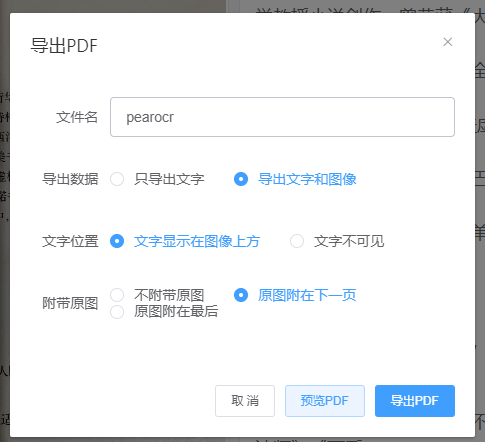 导出PDF
文件名 pearocr
导出数据 只导出文字 导出文字和图像
文字位置 文字显示在图像上方 文字不可见
附带原图 不附带原图 原图附在下一页
原图附在最后
取 消 预览PDF 导出PDF